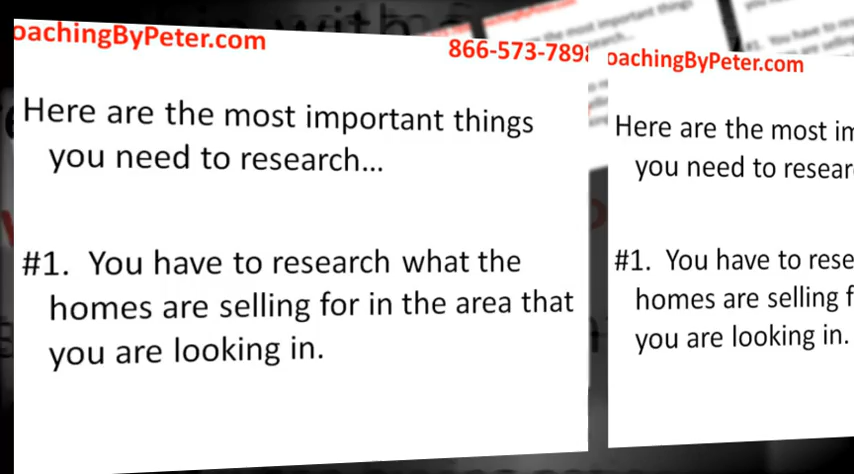 oachingByPeter.com
866-573-789
Here are the most important things
you need to research...
#1. You have to research what the
homes are selling for in the area that
you are looking in.
oachingByPeter.com
Here are the most im
you need to resear
#1. You have to rese
homes are selling f
you are looking in.
most important things